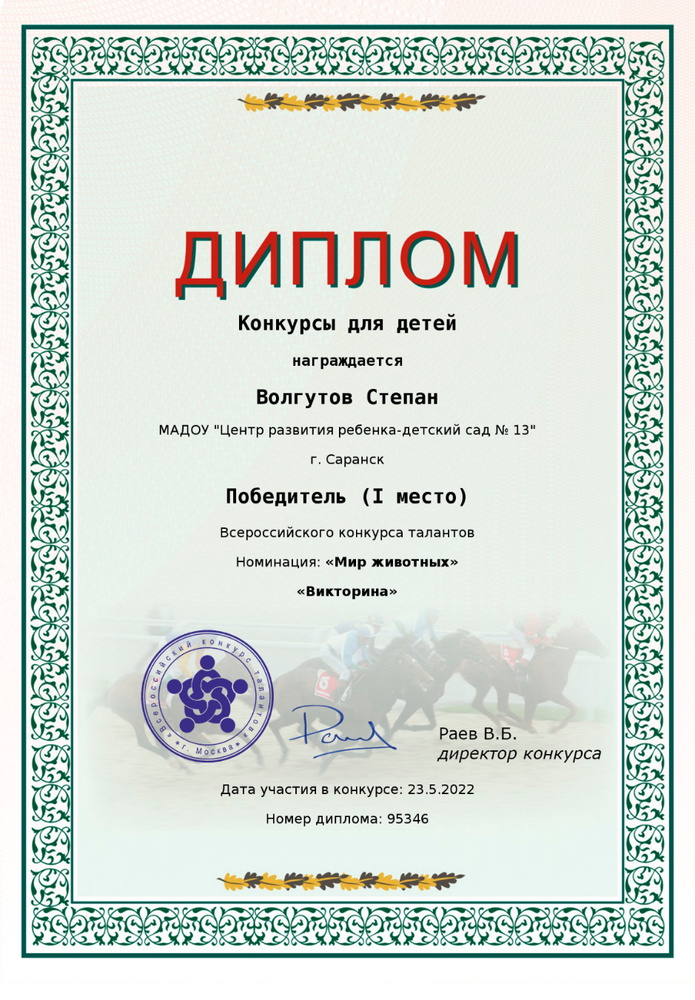 ДИПЛОМ
Конкурсы для детей
награждается
Волгутов Степан
МАДОУ "Центр развития ребенка-детский сад № 13"
г. Саранск
Победитель (I место)
Всероссийского конкурса талантов
Номинация: «Мир животных»
«Викторина»
«Всероссийский конкурс талантов»
* г. Москва *
Раев В.Б.
директор конкурса
Дата участия в конкурсе: 23.5.2022
Номер диплома: 95346